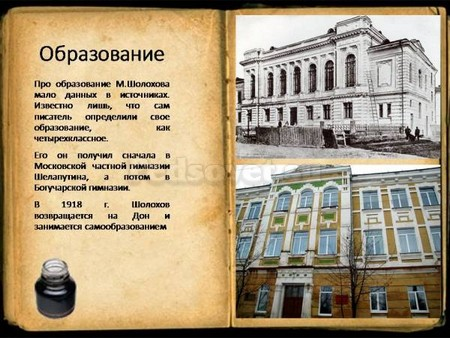 Образование
Про образование М.Шолохова
мало данных в источниках.
Известно лишь, что сам
писатель определили свое
образование, как
четырехклассное.
Его он получил сначала в
Московской частной гимназии
Шелапутина, а потом в
Богучарской гимназии.
В 1918 г. Шолохов
возвращается на Дон и
занимается самообразованием